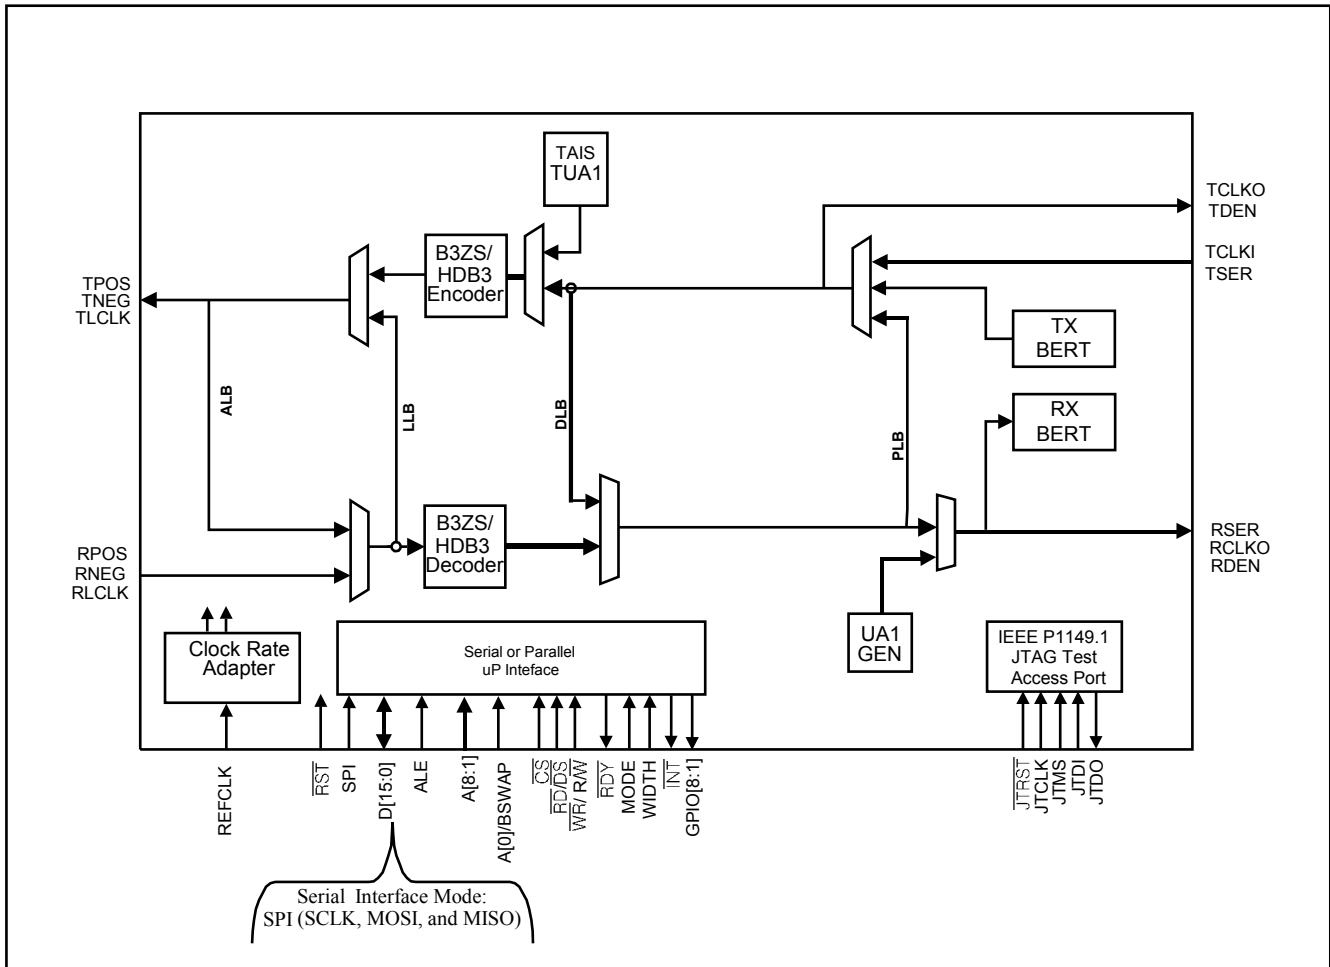 TAIS
TUA1
TCLKO
TDEN
B3ZS/
HDB3
Encoder
TCLKI
TSER
TPOS
TNEG
TLCLK
TX
BERT
ALB
LLB
DLB
PLB
RX
BERT
B3ZS/
HDB3
Decoder
RPOS
RNEG
RLCLK
RSER
RCLKO
RDEN
Clock Rate
Adapter
Serial or Parallel
uP Inteface
UA1
GEN
IEEE P1149.1
JTAG Test
Access Port
REFCLK
RST
SPI
D[15:0]
ALE
A[8:1]
A[0]/BSWAP
CS
RD/DS
WR/ R/W
RDY
MODE
WIDTH
INT
GPIO[8:1]
JTRST
JTCLK
JTMS
JTDI
JTDO
Serial Interface Mode:
SPI (SCLK, MOSI, and MISO)